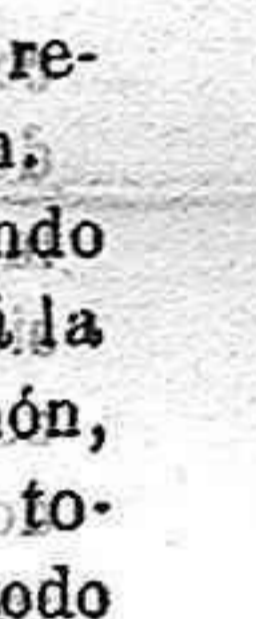 re-
n.
ndo
á la
ón,
to-
odo